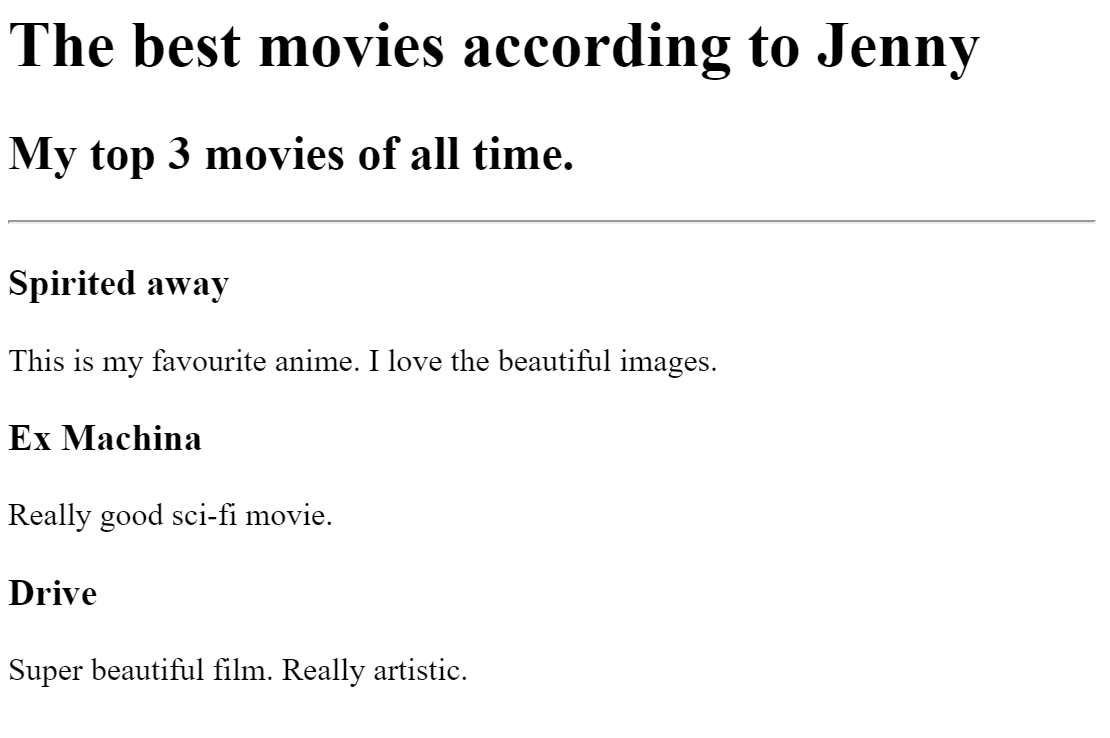 The best movies according to Jenny
My top 3 movies of all time.
Spirited away
This is my favourite anime. I love the beautiful images.
Ex Machina
Really good sci-fi movie.
Drive
Super beautiful film. Really artistic.